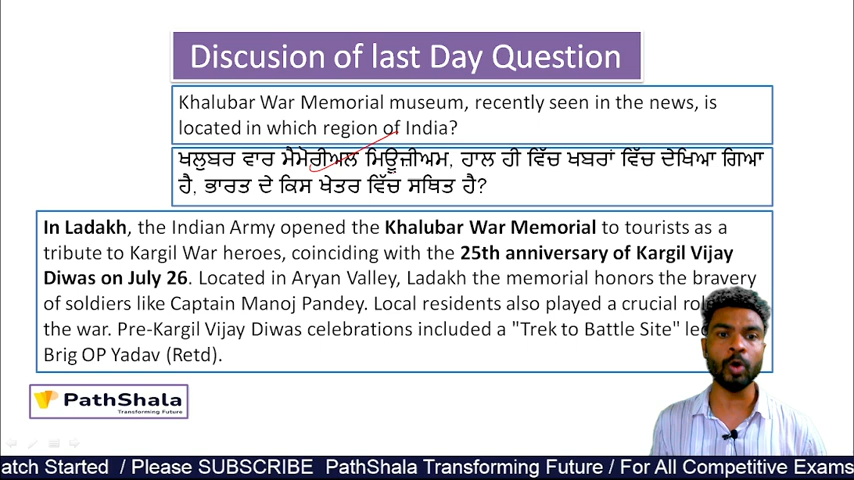 Discusion of last Day Question
Khalubar War Memorial museum, recently seen in the news, is
located in which region of India?
ਖਲੁਬਰ ਵਾਰ ਮੈਮੋਰੀਅਲ ਮਿਊਜ਼ੀਅਮ, ਹਾਲ ਹੀ ਵਿੱਚ ਖਬਰਾਂ ਵਿੱਚ ਦੇਖਿਆ ਗਿਆ
ਹੈ, ਭਾਰਤ ਦੇ ਕਿਸ ਖੇਤਰ ਵਿੱਚ ਸਥਿਤ ਹੈ?
In Ladakh, the Indian Army opened the Khalubar War Memorial to tourists as a
tribute to Kargil War heroes, coinciding with the 25th anniversary of Kargil Vijay
Diwas on July 26. Located in Aryan Valley, Ladakh the memorial honors the bravery
of soldiers like Captain Manoj Pandey. Local residents also played a crucial
the war. Pre-Kargil Vijay Diwas celebrations included a "Trek to Battle Site"
Brig OP Yadav (Retd).
PathShala
Transforming Future
atch Started / Please SUBSCRIBE PathShala Transforming Future / For All Competitive Exams